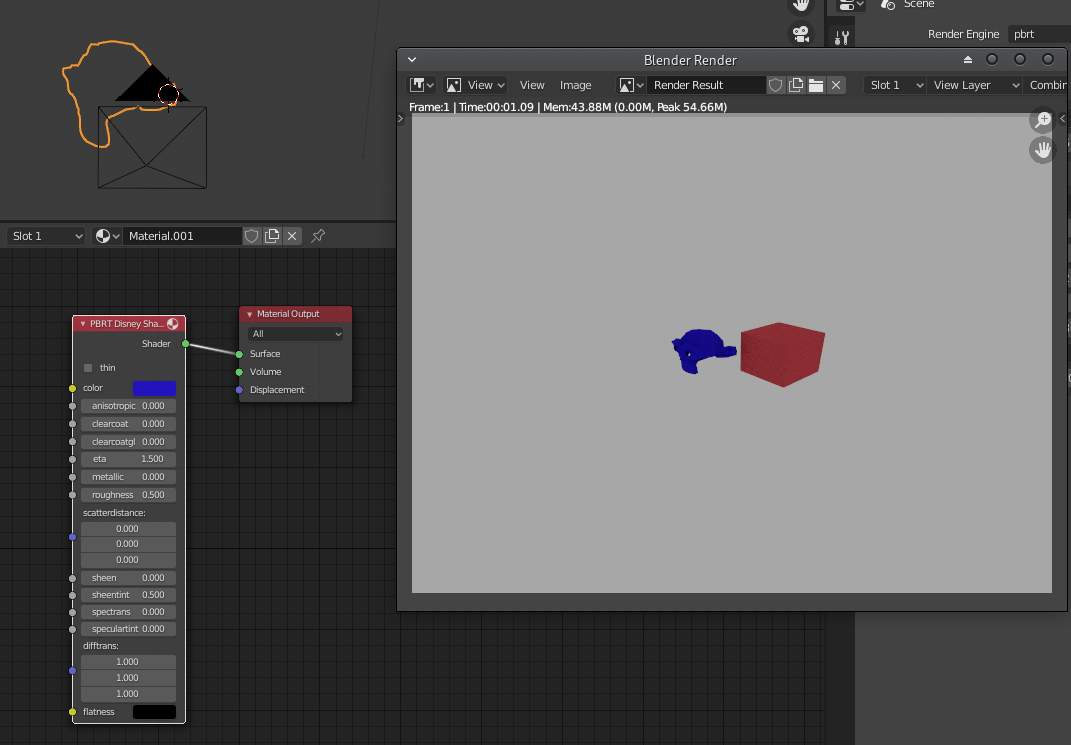 Scene
Render Engine pbrt
Blender Render
View View Image Render Result Slot 1 View Layer Combin
Frame:1 | Time:00:01.09 | Mem:43.88M (0.00M, Peak 54.66M)
Slot 1 Material.001
PBRT Disney Sha...
Shader
thin
color
anisotropic 0.000
clearcoat 0.000
clearcoatgl 0.000
eta 1.500
metallic 0.000
roughness 0.500
scatterdistance:
0.000
0.000
0.000
sheen 0.000
sheentint 0.500
spectrans 0.000
speculartint 0.000
difftrans:
1.000
1.000
1.000
flatness
Material Output
All
Surface
Volume
Displacement